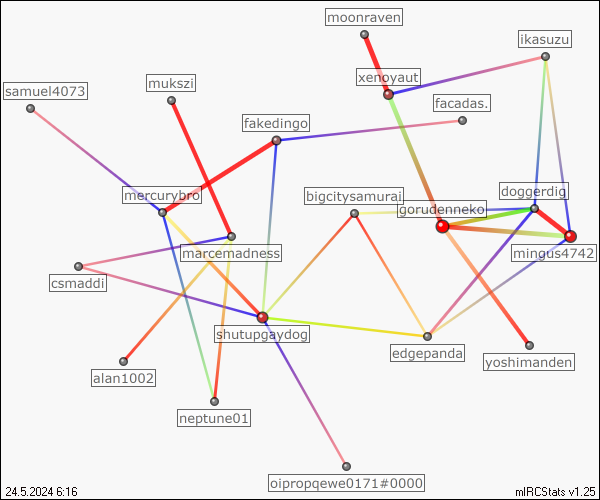 moonraven
ikasuzu
xenoyaut
mukszi
samuel4073
facadas.
fakedingo
doggerdig
mercurybro
bigcitysamurai
gorudenneko
marcemadness
mingus4742
csmaddi
shutupgaydog
edgepanda
yoshimanden
alan1002
neptune01
oipropqewe0171#0000
24.5.2024 6:16
mIRCStats v1.25